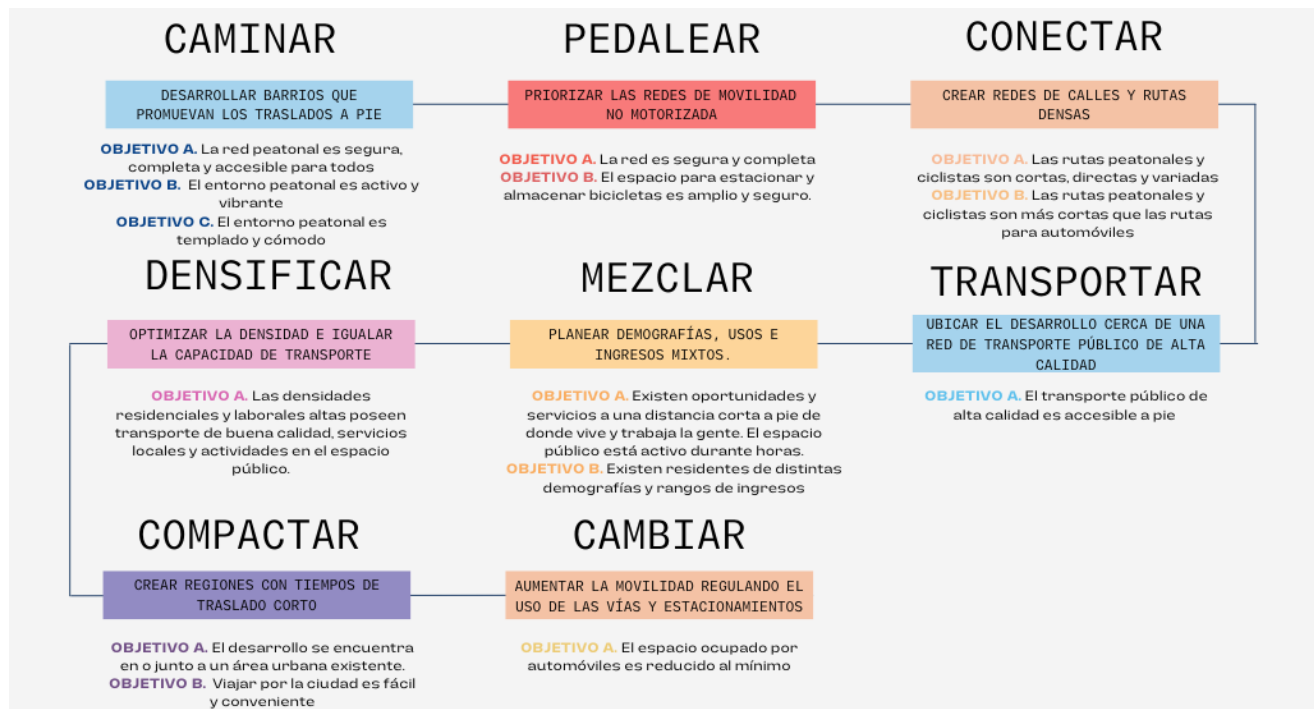 CAMINAR
DESARROLLAR BARRIOS QUE
PROMUEVAN LOS TRASLADOS A PIE
OBJETIVO A. La red peatonal es segura,
completa y accesible para todos
OBJETIVO B. El entorno peatonal es activo y
vibrante
OBJETIVO C. El entorno peatonal es
templado y cómodo
PEDALEAR
PRIORIZAR LAS REDES DE MOVILIDAD
NO MOTORIZADA
OBJETIVO A. La red es segura y completa
OBJETIVO B. El espacio para estacionar y
almacenar bicicletas es amplio y seguro.
CONECTAR
CREAR REDES DE CALLES Y RUTAS
DENSAS
OBJETIVO A. Las rutas peatonales y
ciclistas son cortas, directas y variadas
OBJETIVO B. Las rutas peatonales y
ciclistas son más cortas que las rutas
para automóviles
DENSIFICAR
OPTIMIZAR LA DENSIDAD E IGUALAR
LA CAPACIDAD DE TRANSPORTE
OBJETIVO A. Las densidades
residenciales y laborales altas poseen
transporte de buena calidad, servicios
locales y actividades en el espacio
público.
MEZCLAR
PLANEAR DEMOGRAFÍAS, USOS E
INGRESOS MIXTOS.
OBJETIVO A. Existen oportunidades y
servicios a una distancia corta a pie de
donde vive y trabaja la gente. El espacio
público está activo durante horas.
OBJETIVO B. Existen residentes de distintas
demografías y rangos de ingresos
TRANSPORTAR
UBICAR EL DESARROLLO CERCA DE UNA
RED DE TRANSPORTE PÚBLICO DE ALTA
CALIDAD
OBJETIVO A. El transporte público de
alta calidad es accesible a pie
COMPACTAR
CREAR REGIONES CON TIEMPOS DE
TRASLADO CORTO
OBJETIVO A. El desarrollo se encuentra
en o junto a un área urbana existente.
OBJETIVO B. Viajar por la ciudad es fácil
y conveniente
CAMBIAR
AUMENTAR LA MOVILIDAD REGULANDO EL
USO DE LAS VÍAS Y ESTACIONAMIENTOS
OBJETIVO A. El espacio ocupado por
automóviles es reducido al mínimo